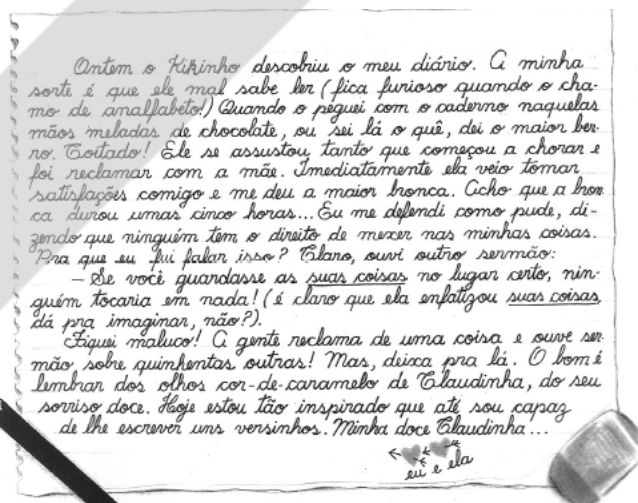 Ontem o Kikinho descobriu o meu diário. A minha
sorte é que ele mal sabe ler (fica furioso quando o cha-
mo de analfabeto!) Quando o peguei com o caderno naquelas
mãos meladas de chocolate, ou sei lá o quê, dei o maior ber-
ro. Coitado! Ele se assustou tanto que começou a chorar e
foi reclamar com a mãe. Imediatamente ela veio tomar
satisfações comigo e me deu a maior bronca. Acho que a bron
ca durou umas cinco horas... Eu me defendi como pude, di-
zendo que ninguém tem o direito de mexer nas minhas coisas.
Pra que eu fui falar isso? Claro, ouvi outro sermão:
– Se você guardasse as suas coisas no lugar certo, nin-
guém tocaria em nada! (é claro que ela enfatizou suas coisas,
dá pra imaginar, não?).
Fiquei maluco! A gente reclama de uma coisa e ouve ser-
mão sobre quinhentas outras! Mas, deixa pra lá. O bom é
lembrar dos olhos cor-de-caramelo de Claudinha, do seu
sorriso doce. Hoje estou tão inspirado que até sou capaz
de lhe escrever uns versinhos. Minha doce Claudinha...
eu e ela